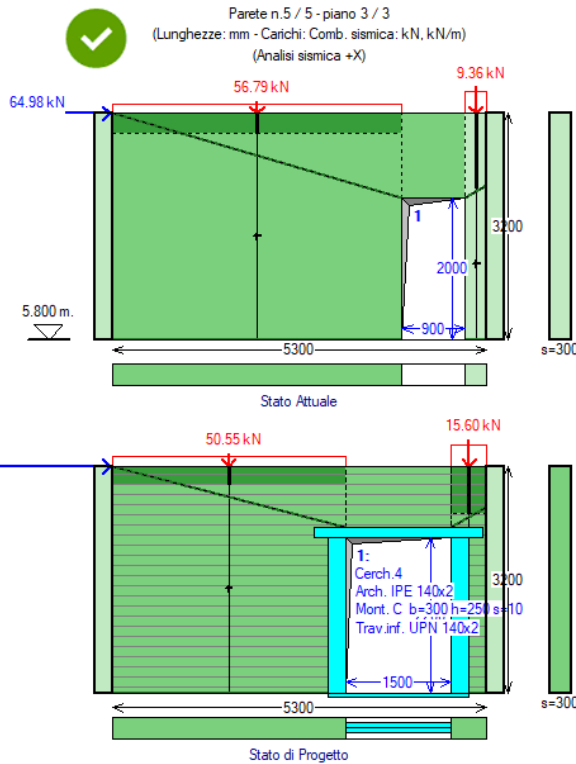 Parete n.5 / 5 - piano 3 / 3
(Lunghezze: mm - Carichi: Comb. sismica: kN, kN/m)
(Analisi sismica +X)
9.36 kN
56.79 kN
64.98 kN
1
3200
2000
5.800 m.
900
5300
s=300
Stato Attuale
15.60 kN
50.55 kN
1:
Cerch.4
3200
Arch. IPE 140x2
Mont. C b=300 h=250 s=10
Trav.inf. UPN 140x2
1500
5300
s=300
Stato di Progetto